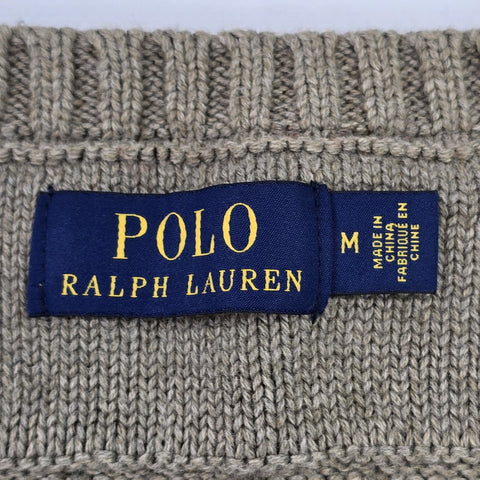 POLO
RALPH LAUREN
M
MADE IN
CHINA
FABRIQUÉ EN
CHINE